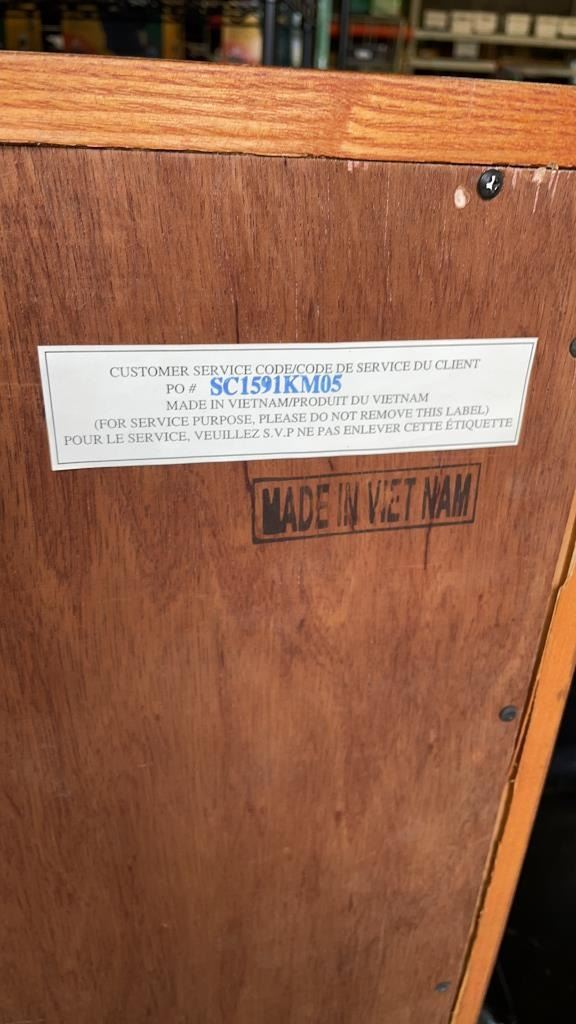 CUSTOMER SERVICE CODE/CODE DE SERVICE DU CLIENT
PO # SC1591KM05
MADE IN VIETNAM/PRODUIT DU VIETNAM
(FOR SERVICE PURPOSE, PLEASE DO NOT REMOVE THIS LABEL)
POUR LE SERVICE, VEUILLEZ S.V.P NE PAS ENLEVER CETTE ÉTIQUETTE
MADE IN VIET NAM